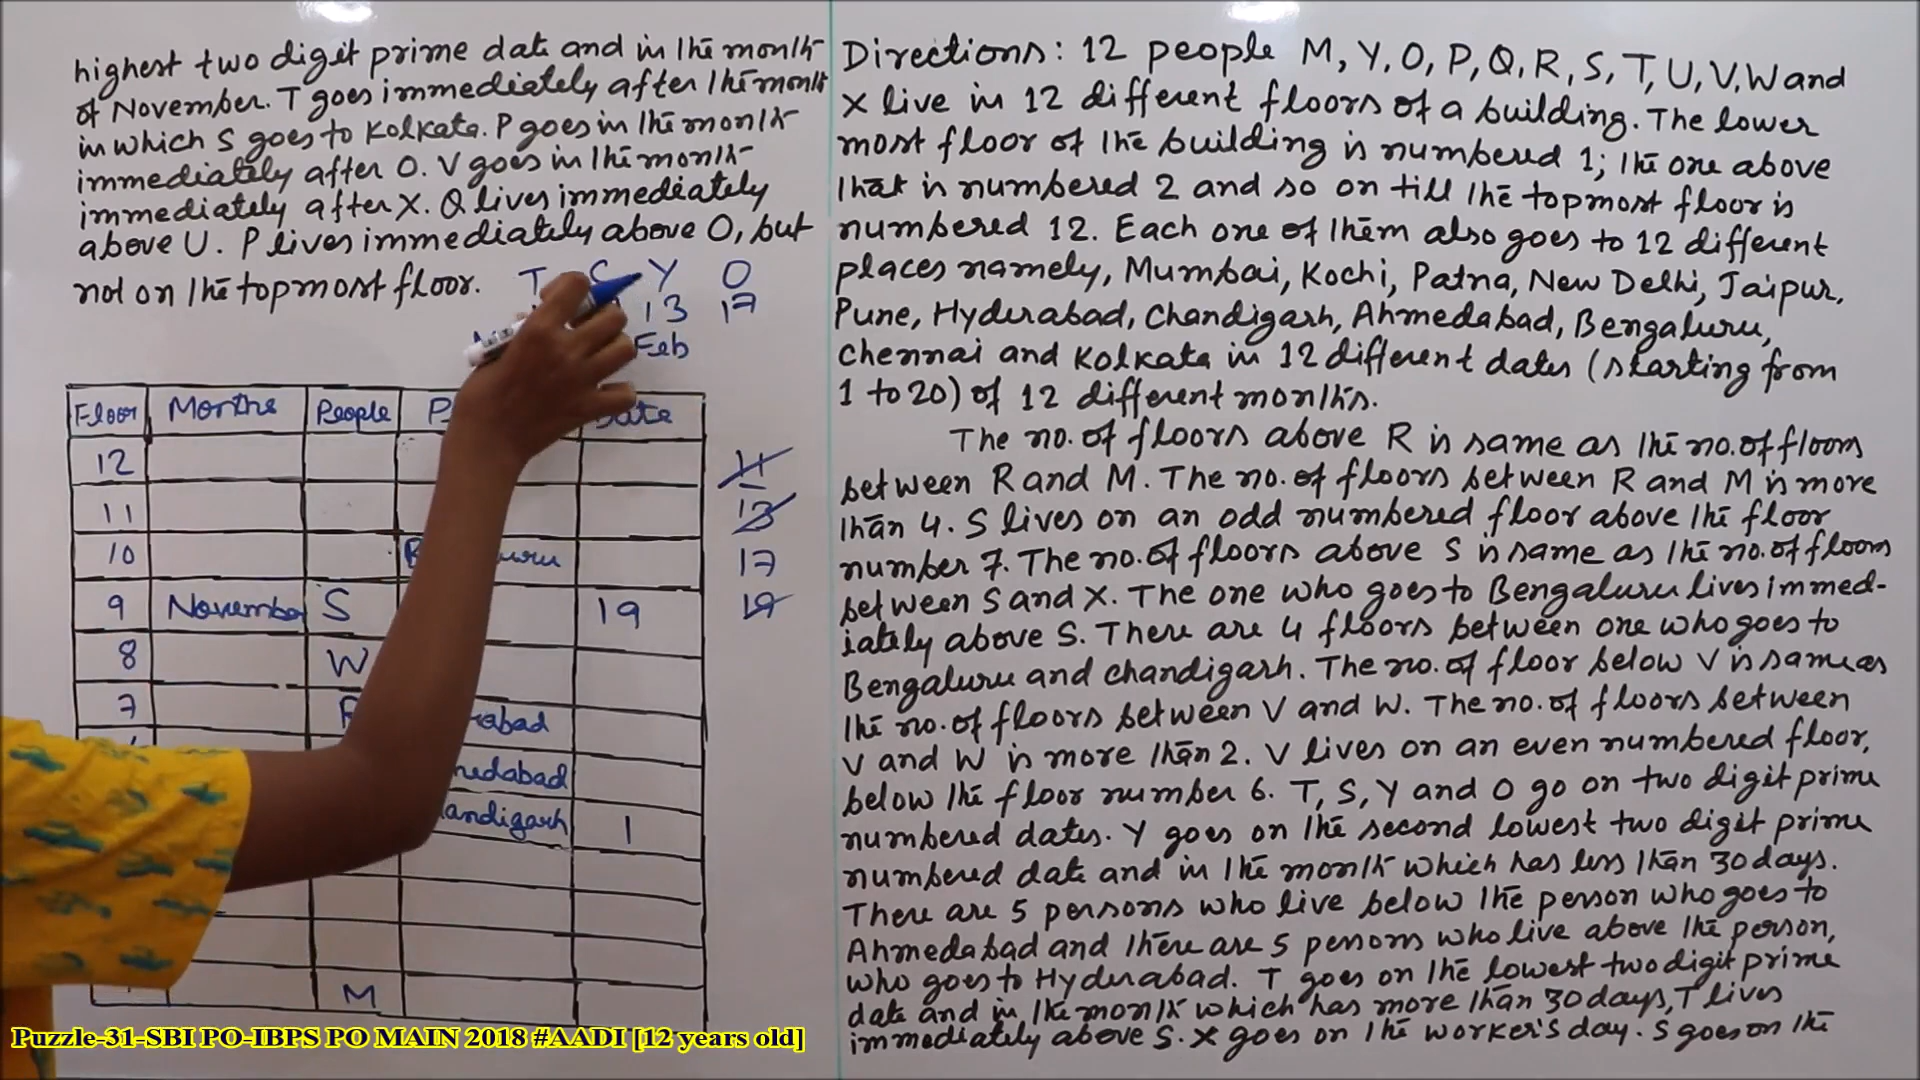 highest two digit prime date and in the month
of November. T goes immediately after the month
in which S goes to Kolkata. P goes in the month
immediately after O. V goes in the month
immediately after X. Q lives immediately
above U. P lives immediately above O, but
not on the topmost floor.
T S Y O
13 17
Feb
Floor Months People Date
12
11
10
9 November S 19
8 W
7
1
M
11
13
17
19
Directions: 12 people M, Y, O, P, Q, R, S, T, U, V, W and
X live in 12 different floors of a building. The lower
most floor of the building is numbered 1; the one above
that is numbered 2 and so on till the topmost floor is
numbered 12. Each one of them also goes to 12 different
places namely, Mumbai, Kochi, Patna, New Delhi, Jaipur,
Pune, Hyderabad, Chandigarh, Ahmedabad, Bengaluru,
Chennai and Kolkata in 12 different dates (starting from
1 to 20) of 12 different months.
The no. of floors above R is same as the no. of floors
between R and M. The no. of floors between R and M is more
than 4. S lives on an odd numbered floor above the floor
number 7. The no. of floors above S is same as the no. of floors
between S and X. The one who goes to Bengaluru lives immed-
iately above S. There are 4 floors between one who goes to
Bengaluru and Chandigarh. The no. of floor below V is same as
the no. of floors between V and W. The no. of floors between
V and W is more than 2. V lives on an even numbered floor,
below the floor number 6. T, S, Y and O go on two digit prime
numbered dates. Y goes on the second lowest two digit prime
numbered date and in the month which has less than 30 days.
There are 5 persons who live below the person who goes to
Ahmedabad and there are 5 persons who live above the person,
who goes to Hyderabad. T goes on the lowest two digit prime
date and in the month which has more than 30 days, T lives
immediately above S. X goes on the worker's day. S goes on the
Puzzle-31-SBI PO-IBPS PO MAIN 2018 #AADI [12 years old]